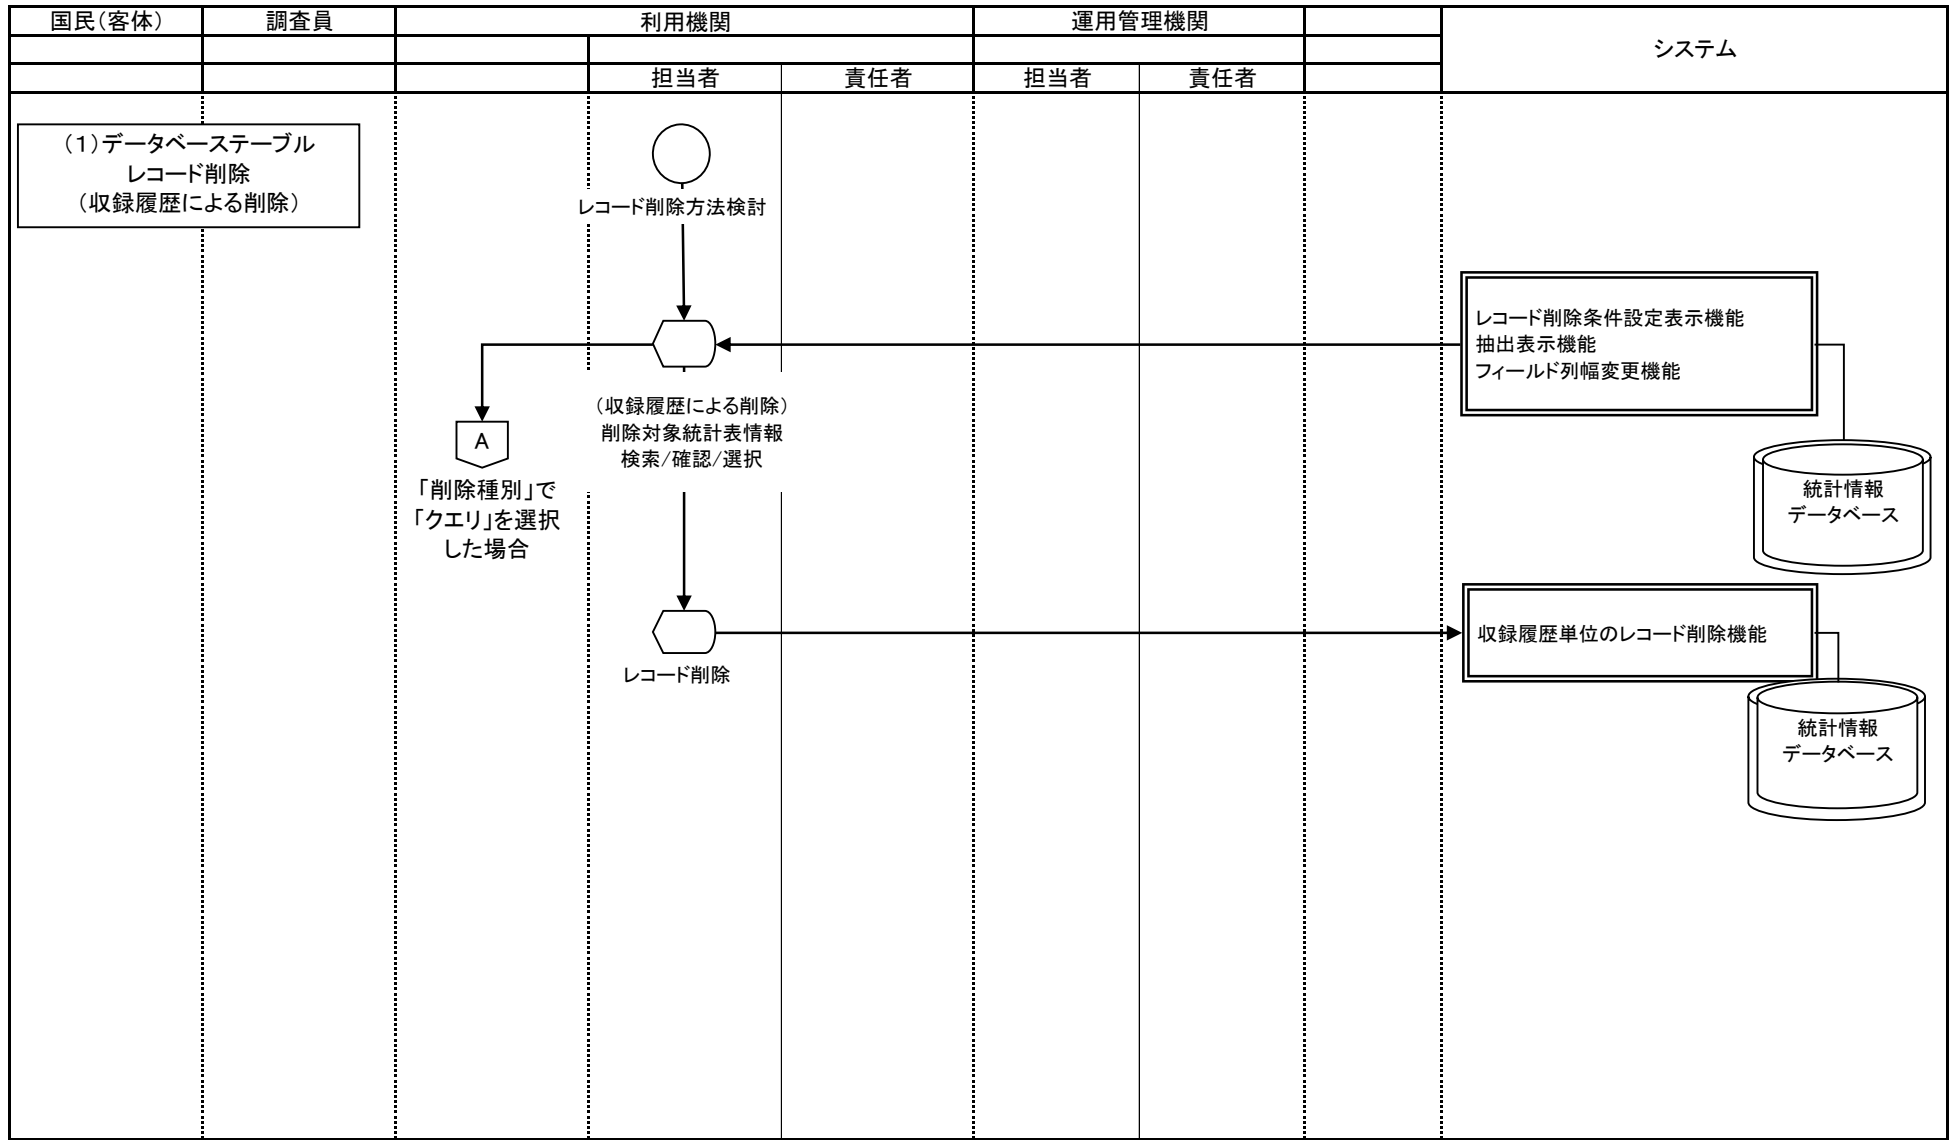 国民(客体)
調査員
利用機関
運用管理機関
システム
担当者
責任者
担当者
責任者
(1)データベーステーブル
レコード削除
(収録履歴による削除)
レコード削除方法検討
レコード削除条件設定表示機能
抽出表示機能
フィールド列幅変更機能
(収録履歴による削除)
削除対象統計表情報
検索/確認/選択
A
「削除種別」で
「クエリ」を選択
した場合
統計情報
データベース
収録履歴単位のレコード削除機能
レコード削除
統計情報
データベース